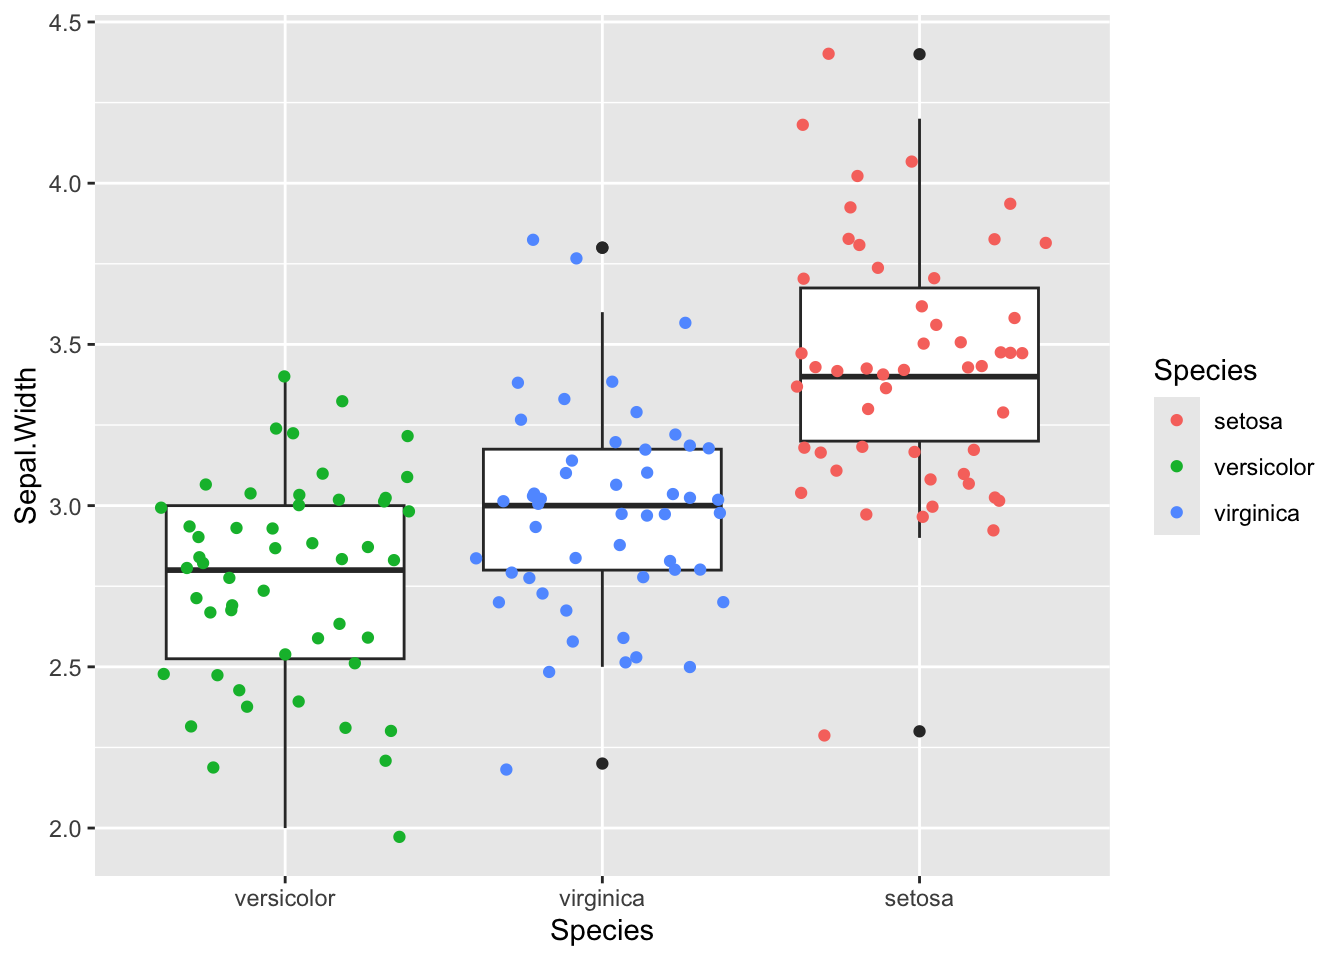 4.5
4.0
3.5
3.0
2.5
2.0
Sepal.Width
versicolor virginica setosa
Species
Species
setosa
versicolor
virginica